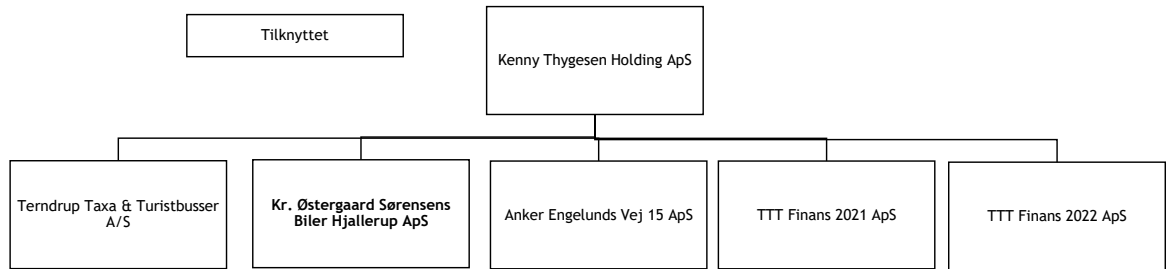 Tilknyttet
Kenny Thygesen Holding ApS
Terndrup Taxa & Turistbusser
A/S
Kr. Østergaard Sørensens
Biler Hjallerup ApS
Anker Engelunds Vej 15 ApS
TTT Finans 2021 ApS
TTT Finans 2022 ApS